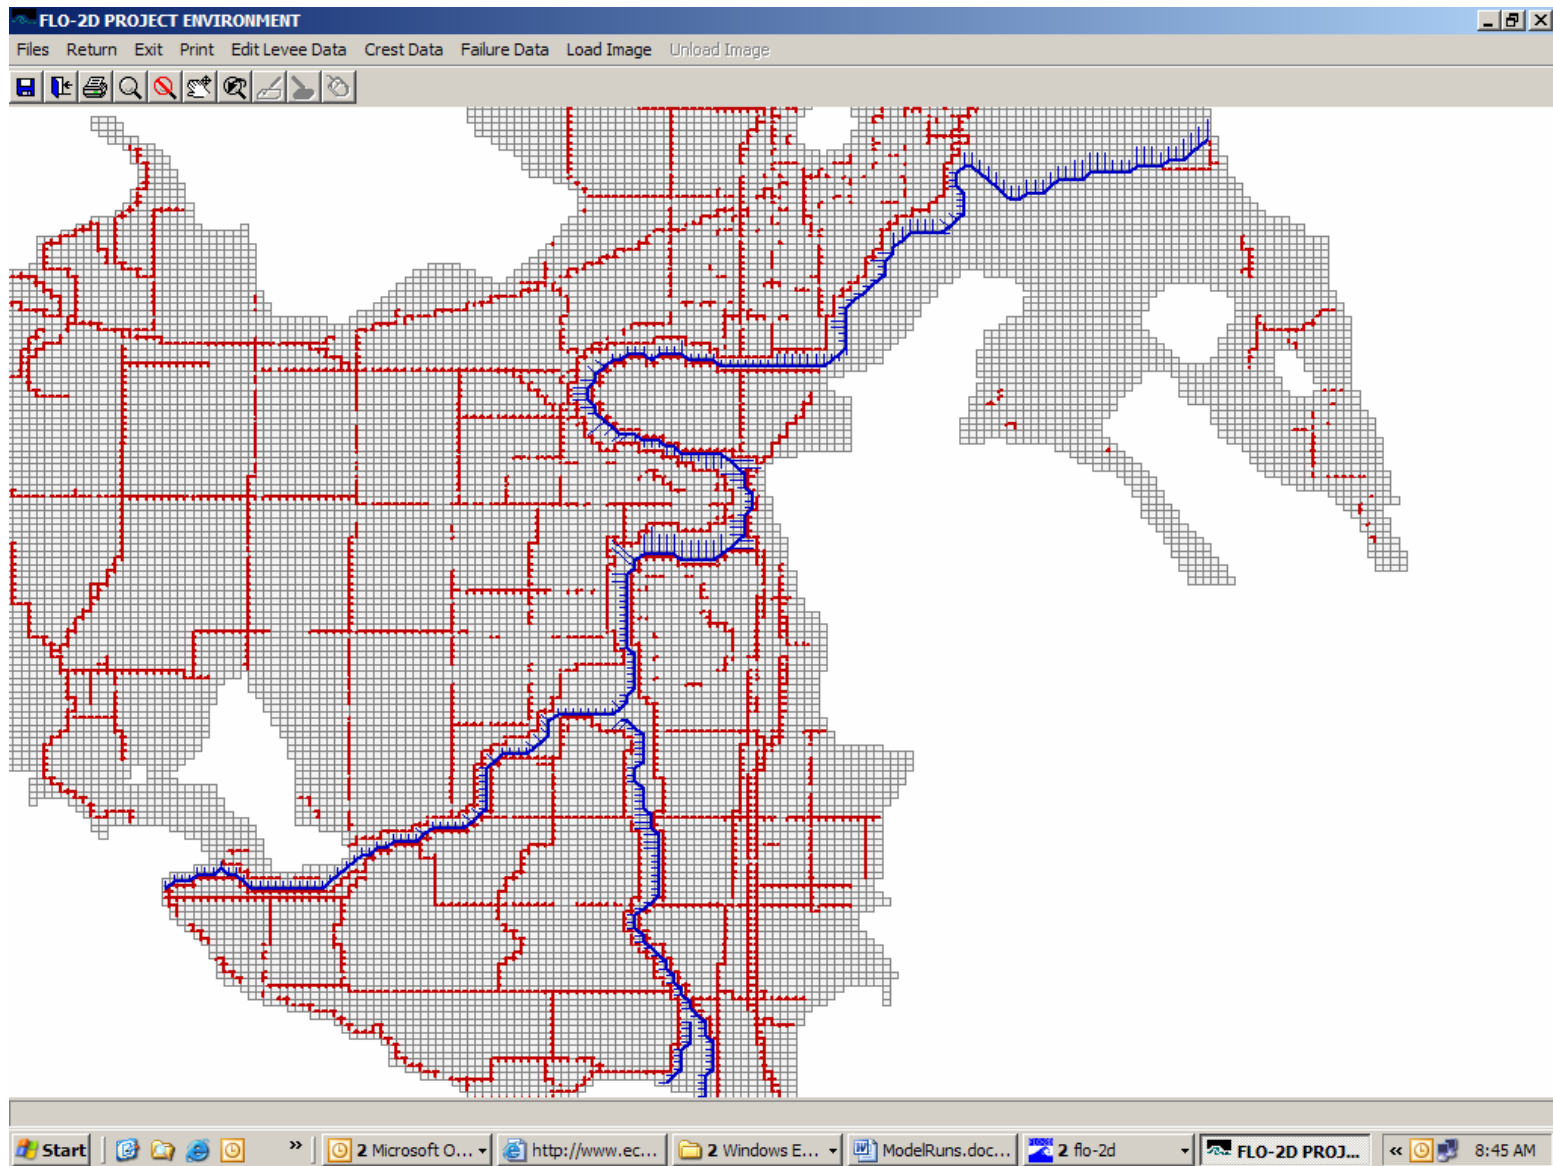 FLO-2D PROJECT ENVIRONMENT
Files Return Exit Print Edit Levee Data Crest Data Failure Data Load Image Unload Image
Start » 2 Microsoft O... http://www.ec... 2 Windows E... ModelRuns.doc... 2 flo-2d FLO-2D PROJ... « 8:45 AM